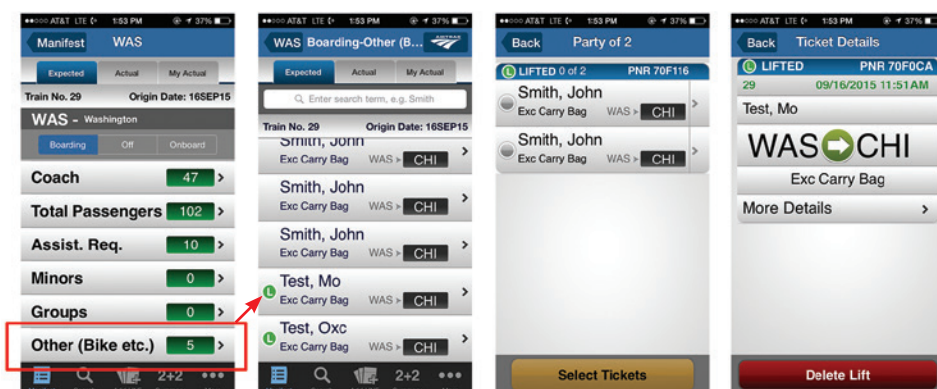 ●●○○○ AT&T LTE 1:53 PM 37%
Manifest WAS
Expected Actual My Actual
Train No. 29 Origin Date: 16SEP15
WAS - Washington
Boarding Off Onboard
Coach 47 >
Total Passengers 102 >
Assist. Req. 10 >
Minors 0 >
Groups 0 >
Other (Bike etc.) 5 >
2+2 •••
●●○○○ AT&T LTE 1:53 PM 37%
WAS Boarding-Other (B...
Expected Actual My Actual
Enter search term, e.g. Smith
Train No. 29 Origin Date: 16SEP15
Smith, John
Exc Carry Bag WAS > CHI >
Smith, John
Exc Carry Bag WAS > CHI >
Smith, John
Exc Carry Bag WAS > CHI >
Test, Mo
L Exc Carry Bag WAS > CHI >
Test, Oxc
L Exc Carry Bag WAS > CHI >
2+2 •••
●●○○○ AT&T LTE 1:53 PM 37%
Back Party of 2
L LIFTED 0 of 2 PNR 70F116
Smith, John
Exc Carry Bag WAS > CHI >
Smith, John
Exc Carry Bag WAS > CHI
Select Tickets
●●○○○ AT&T LTE 1:53 PM 37%
Back Ticket Details
L LIFTED PNR 70F0CA
29 09/16/2015 11:51AM
Test, Mo
WAS CHI
Exc Carry Bag
More Details >
Delete Lift